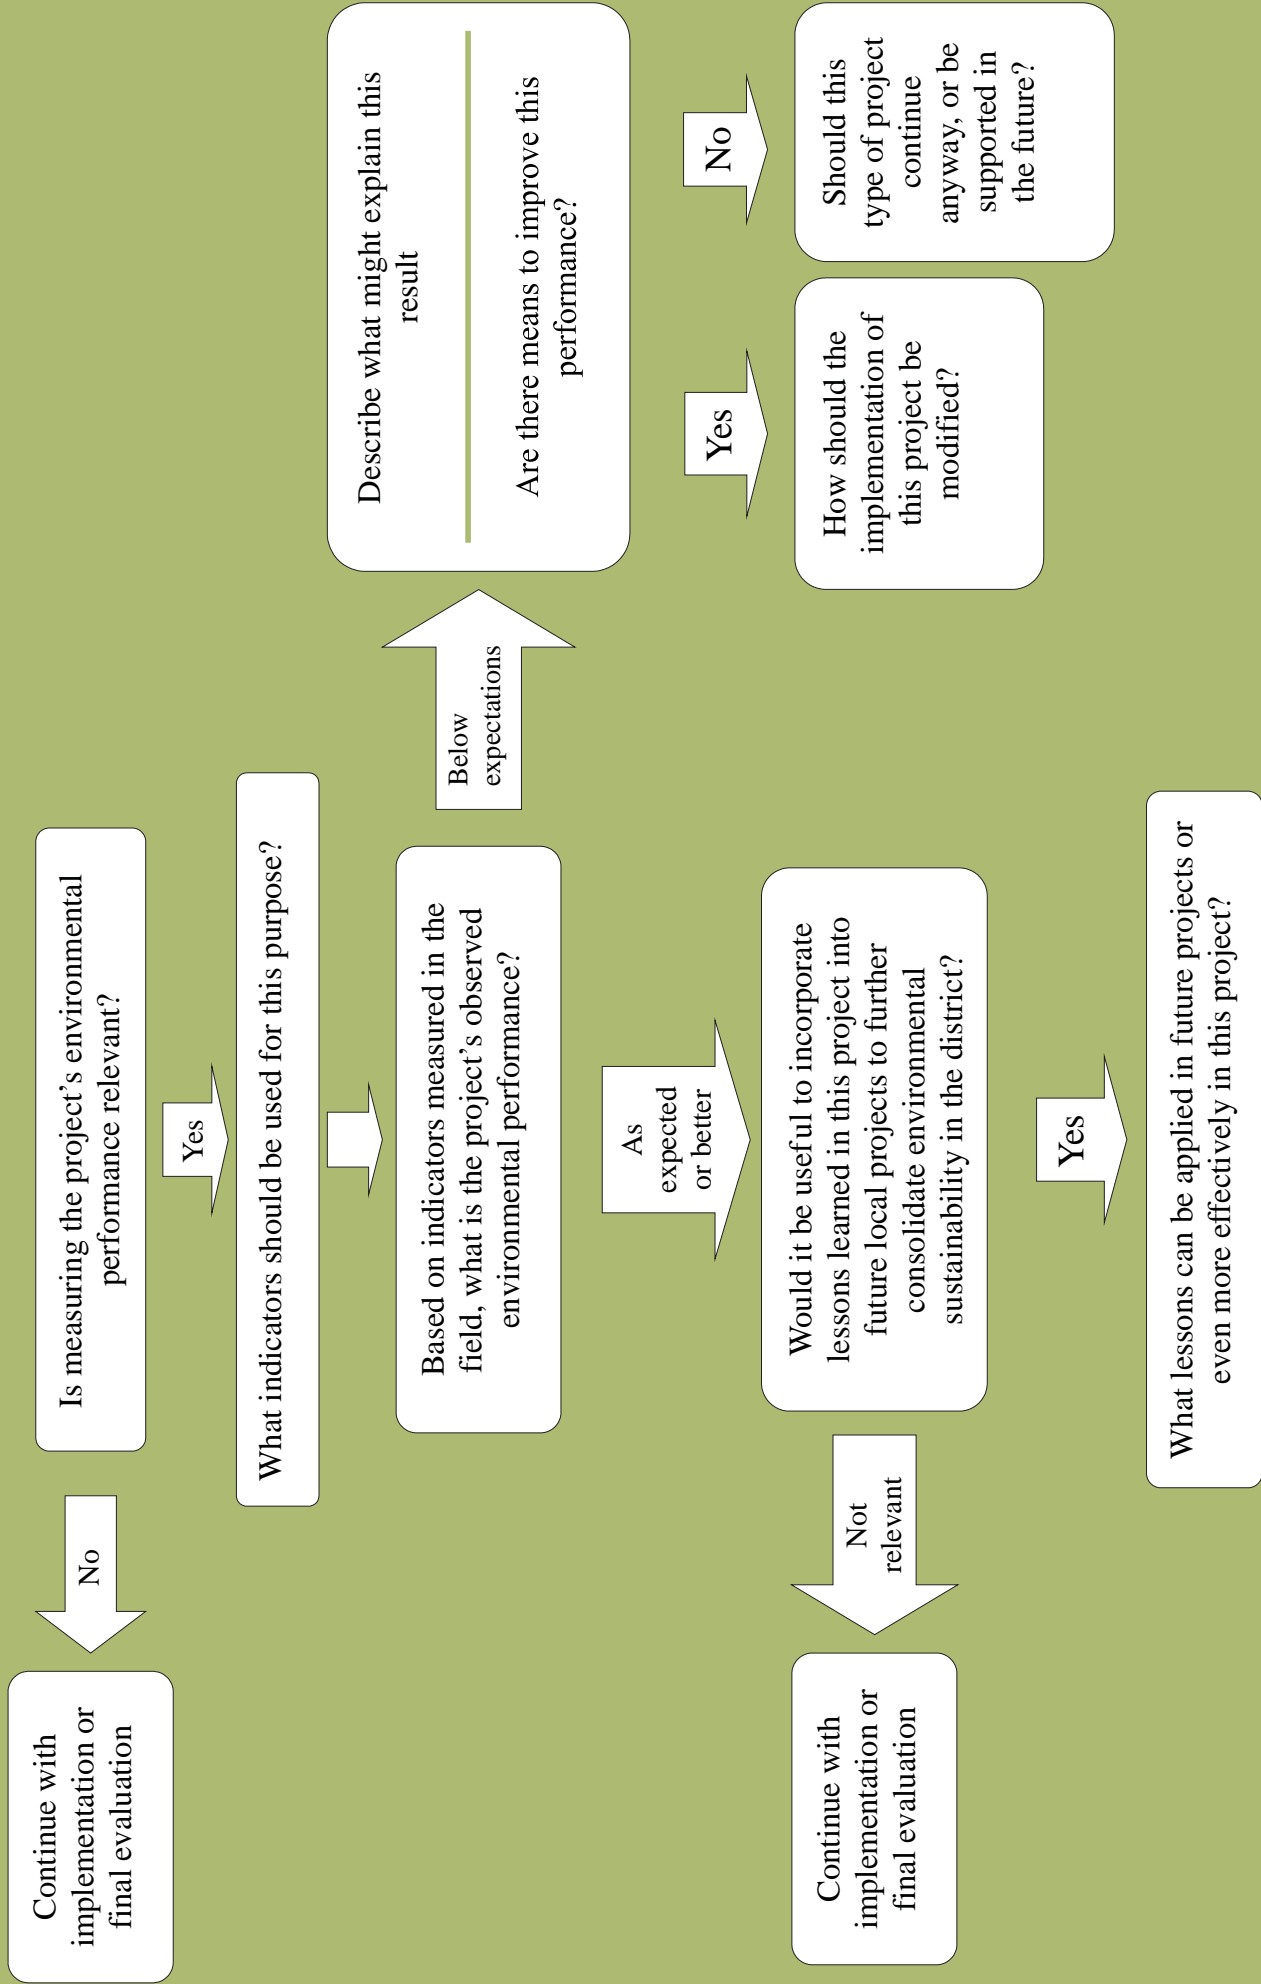 Is measuring the project's environmental
performance relevant?
No
Continue with
implementation or
final evaluation
Yes
What indicators should be used for this purpose?
Based on indicators measured in the
field, what is the project's observed
environmental performance?
Below
expectations
Describe what might explain this
result
Are there means to improve this
performance?
Yes
How should the
implementation of
this project be
modified?
No
Should this
type of project
continue
anyway, or be
supported in
the future?
As
expected
or better
Would it be useful to incorporate
lessons learned in this project into
future local projects to further
consolidate environmental
sustainability in the district?
Not
relevant
Continue with
implementation or
final evaluation
Yes
What lessons can be applied in future projects or
even more effectively in this project?